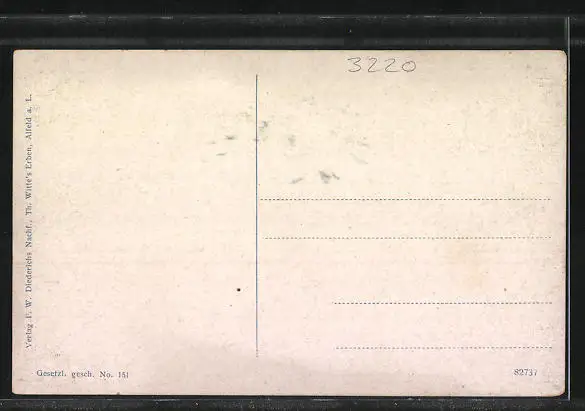 3220
Verlag F. W. Diederichs Nachf., Th. Witte's Erben, Alfeld a. L.
Gesetzl. gesch. No. 151
82737